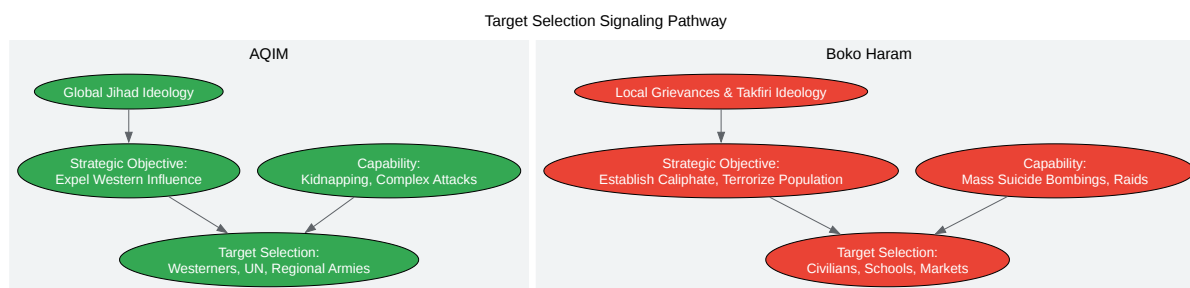 Target Selection Signaling Pathway
AQIM
Global Jihad Ideology
Strategic Objective:
Expel Western Influence
Capability:
Kidnapping, Complex Attacks
Target Selection:
Westerners, UN, Regional Armies
Boko Haram
Local Grievances & Takfiri Ideology
Strategic Objective:
Establish Caliphate, Terrorize Population
Capability:
Mass Suicide Bombings, Raids
Target Selection:
Civilians, Schools, Markets